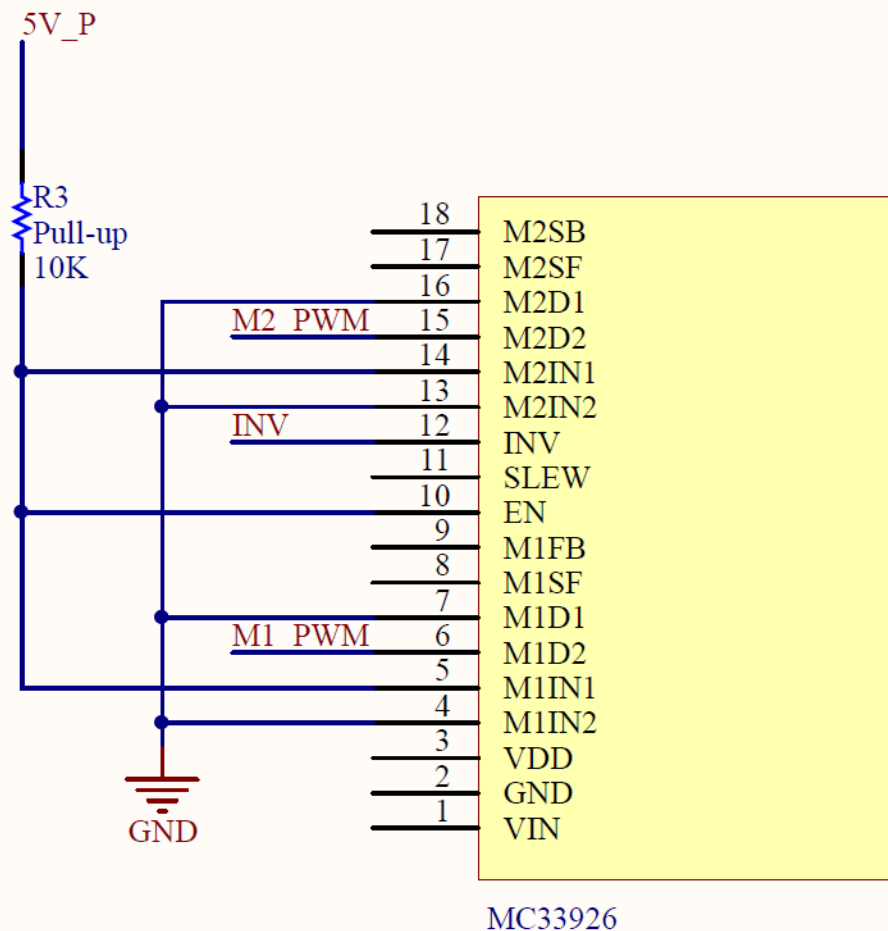 5V_P
R3
Pull-up
10K
18 M2SB
17 M2SF
16 M2D1
M2_PWM 15 M2D2
14 M2IN1
13 M2IN2
INV 12 INV
11 SLEW
10 EN
9 M1FB
8 M1SF
7 M1D1
M1_PWM 6 M1D2
5 M1IN1
4 M1IN2
3 VDD
2 GND
1 VIN
GND
MC33926